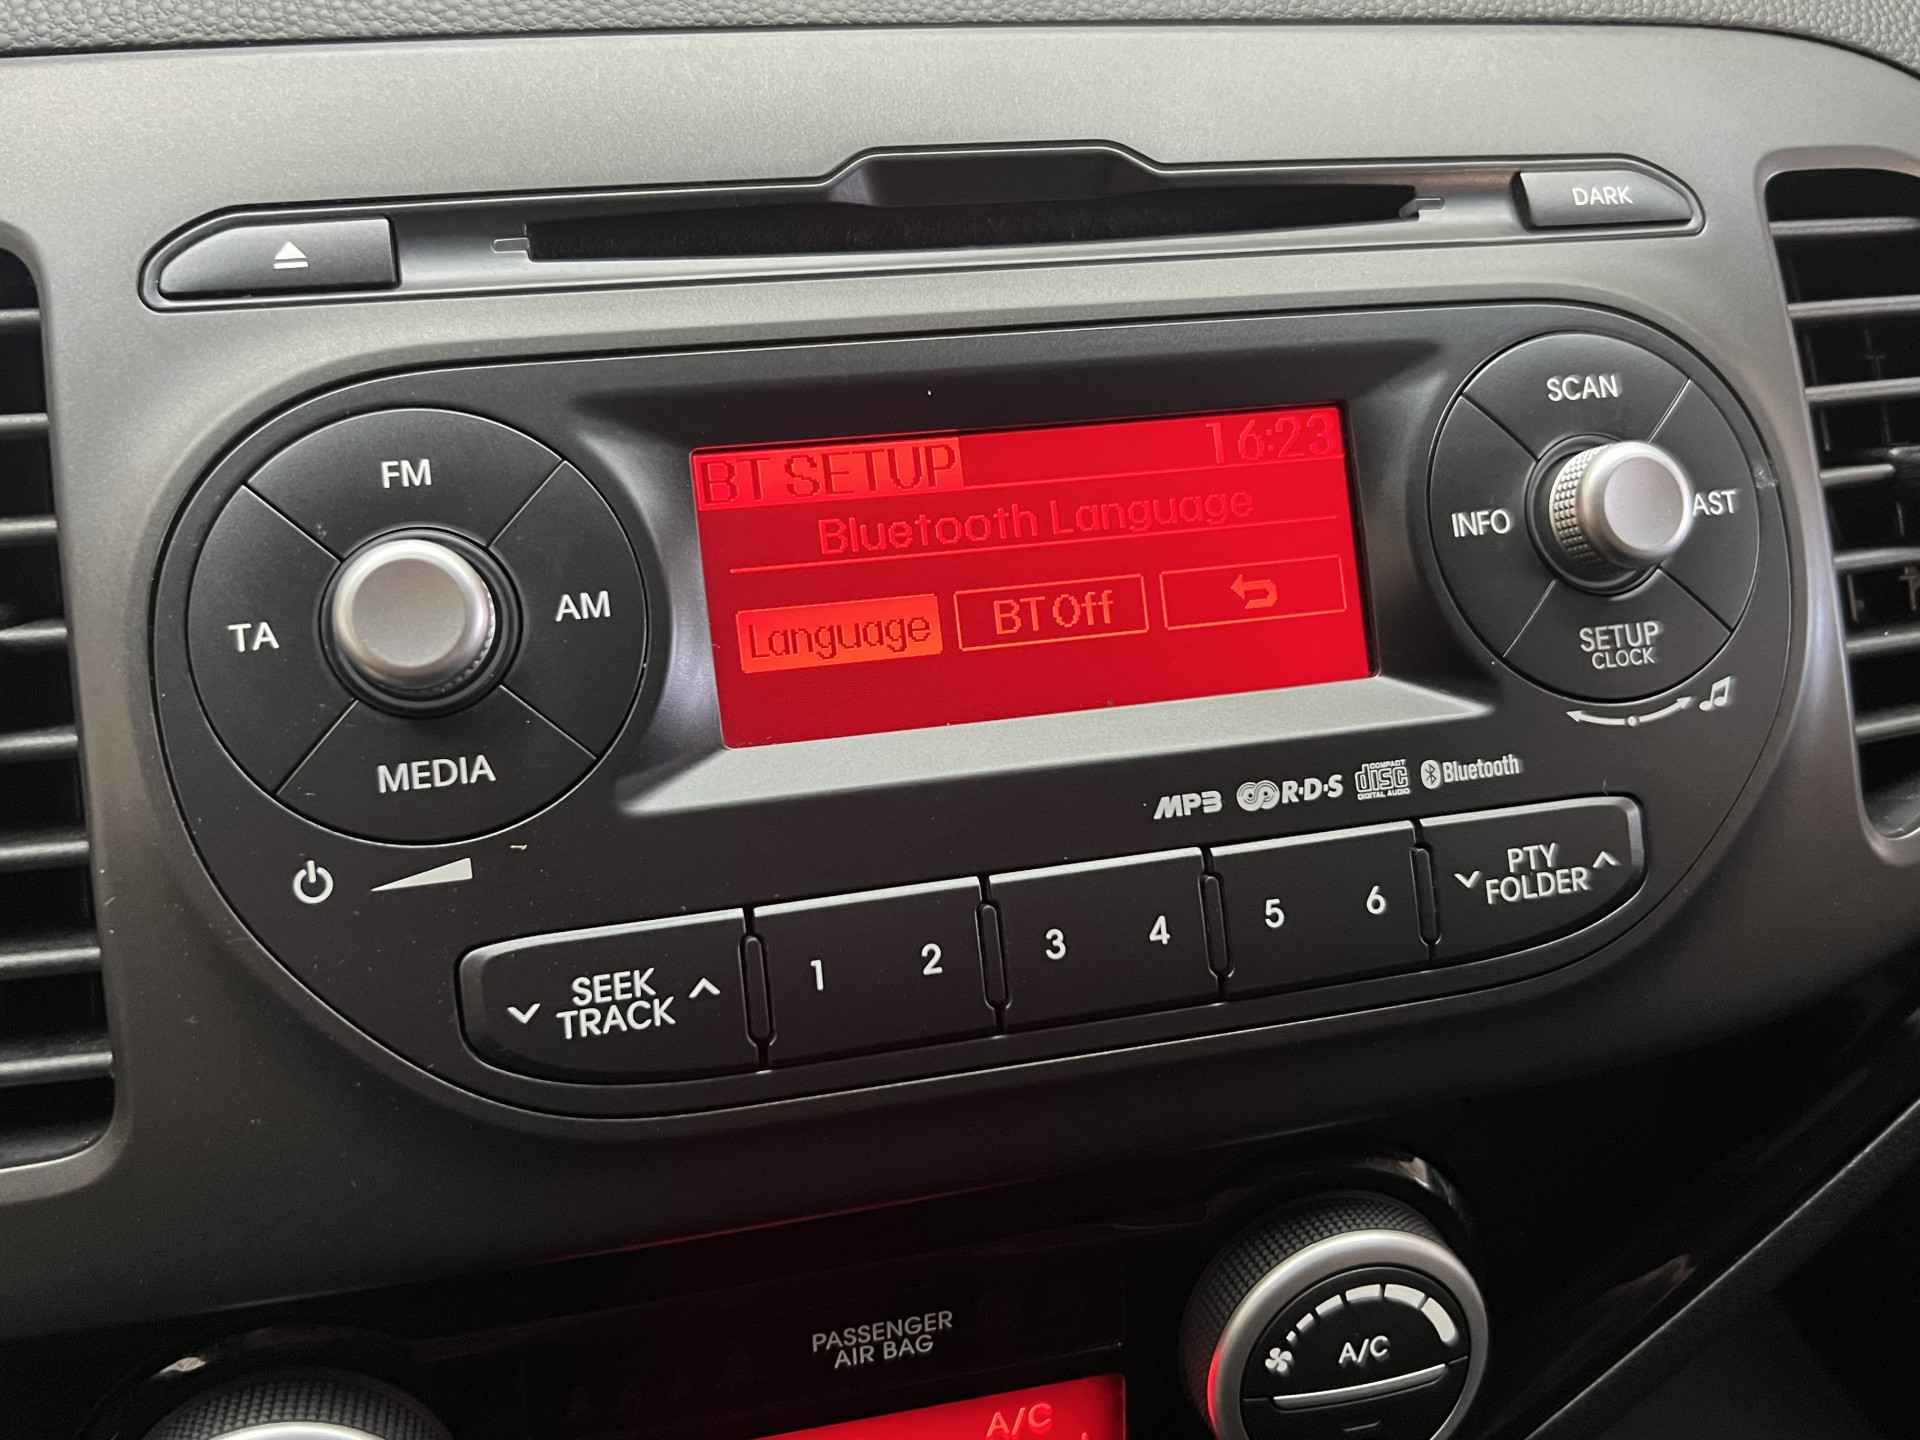 DARK
BT SETUP 16:23
Bluetooth Language
Language BT Off
FM
AM
TA
MEDIA
SCAN
INFO
AST
SETUP
CLOCK
MP3 R·D·S COMPACT disc DIGITAL AUDIO Bluetooth
SEEK
TRACK
1 2 3 4 5 6
PTY
FOLDER
PASSENGER
AIR BAG
A/C
A/C